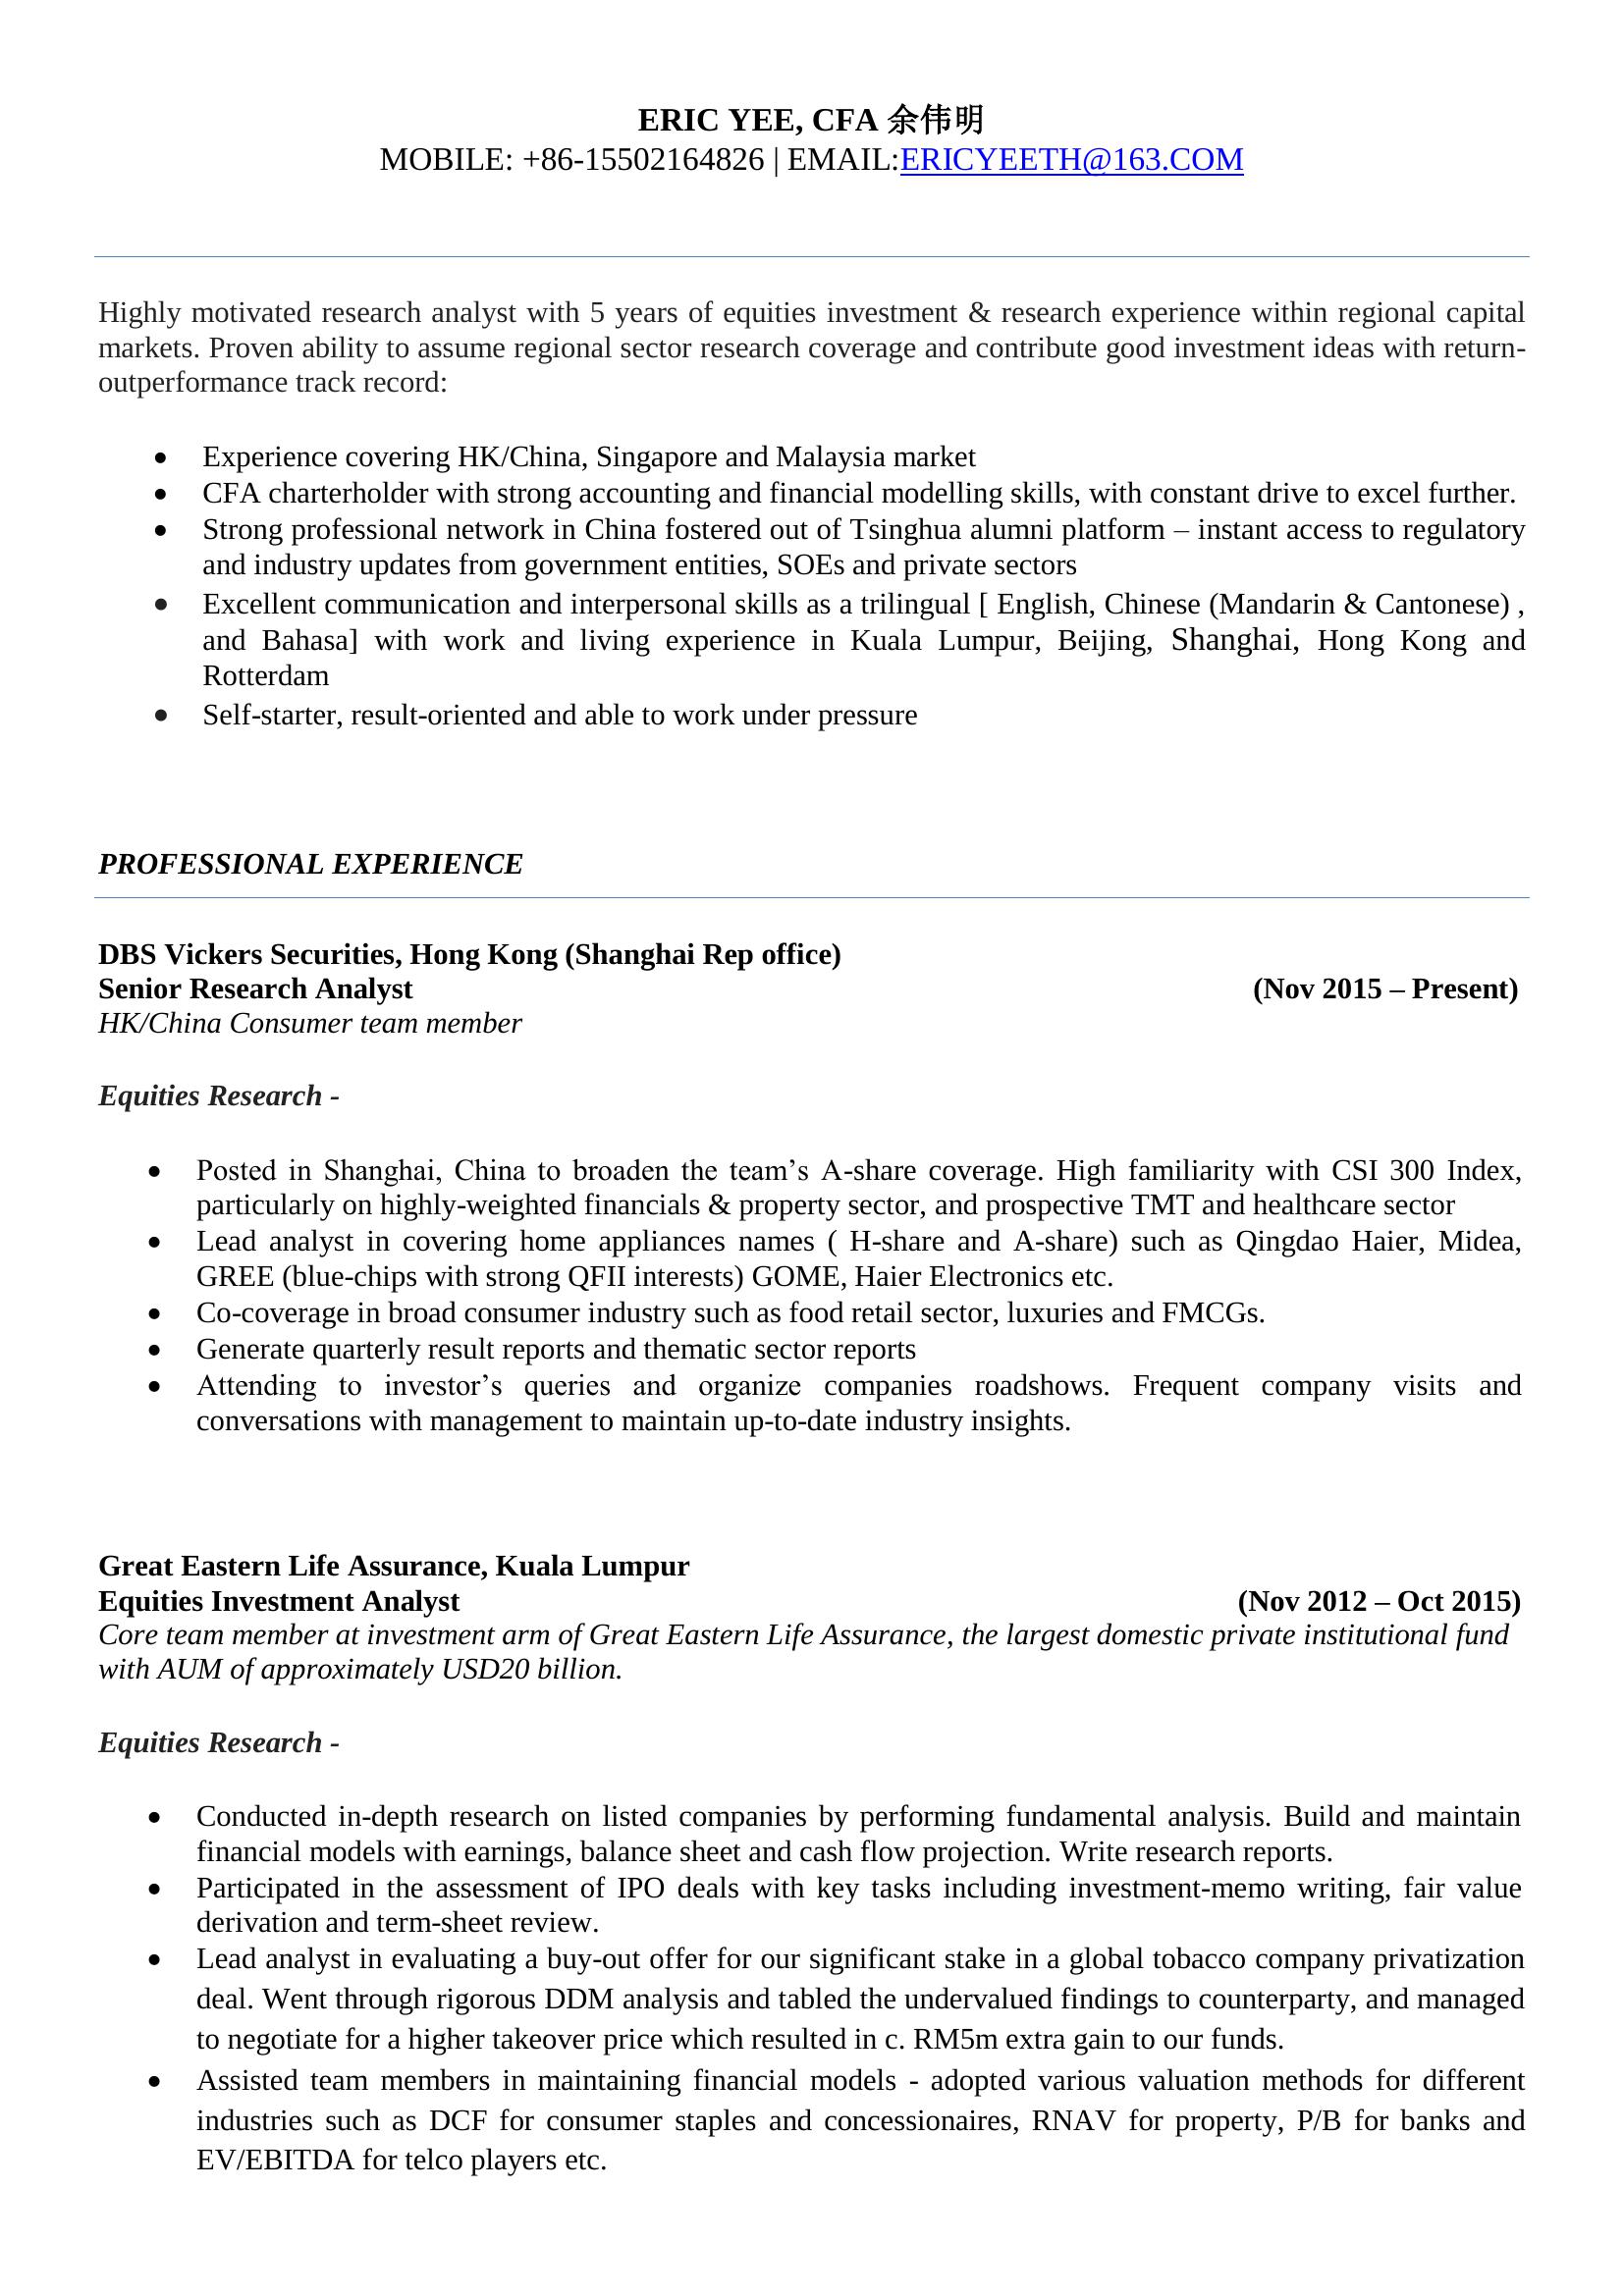 ERIC YEE, CFA 余伟明
MOBILE: +86-15502164826 | EMAIL:ERICYEETH@163.COM
Highly motivated research analyst with 5 years of equities investment & research experience within regional capital
markets. Proven ability to assume regional sector research coverage and contribute good investment ideas with return-
outperformance track record:
● Experience covering HK/China, Singapore and Malaysia market
● CFA charterholder with strong accounting and financial modelling skills, with constant drive to excel further.
● Strong professional network in China fostered out of Tsinghua alumni platform – instant access to regulatory
and industry updates from government entities, SOEs and private sectors
● Excellent communication and interpersonal skills as a trilingual [ English, Chinese (Mandarin & Cantonese) ,
and Bahasa] with work and living experience in Kuala Lumpur, Beijing, Shanghai, Hong Kong and
Rotterdam
● Self-starter, result-oriented and able to work under pressure
PROFESSIONAL EXPERIENCE
DBS Vickers Securities, Hong Kong (Shanghai Rep office)
Senior Research Analyst (Nov 2015 – Present)
HK/China Consumer team member
Equities Research -
● Posted in Shanghai, China to broaden the team’s A-share coverage. High familiarity with CSI 300 Index,
particularly on highly-weighted financials & property sector, and prospective TMT and healthcare sector
● Lead analyst in covering home appliances names ( H-share and A-share) such as Qingdao Haier, Midea,
GREE (blue-chips with strong QFII interests) GOME, Haier Electronics etc.
● Co-coverage in broad consumer industry such as food retail sector, luxuries and FMCGs.
● Generate quarterly result reports and thematic sector reports
● Attending to investor’s queries and organize companies roadshows. Frequent company visits and
conversations with management to maintain up-to-date industry insights.
Great Eastern Life Assurance, Kuala Lumpur
Equities Investment Analyst (Nov 2012 – Oct 2015)
Core team member at investment arm of Great Eastern Life Assurance, the largest domestic private institutional fund
with AUM of approximately USD20 billion.
Equities Research -
● Conducted in-depth research on listed companies by performing fundamental analysis. Build and maintain
financial models with earnings, balance sheet and cash flow projection. Write research reports.
● Participated in the assessment of IPO deals with key tasks including investment-memo writing, fair value
derivation and term-sheet review.
● Lead analyst in evaluating a buy-out offer for our significant stake in a global tobacco company privatization
deal. Went through rigorous DDM analysis and tabled the undervalued findings to counterparty, and managed
to negotiate for a higher takeover price which resulted in c. RM5m extra gain to our funds.
● Assisted team members in maintaining financial models - adopted various valuation methods for different
industries such as DCF for consumer staples and concessionaires, RNAV for property, P/B for banks and
EV/EBITDA for telco players etc.